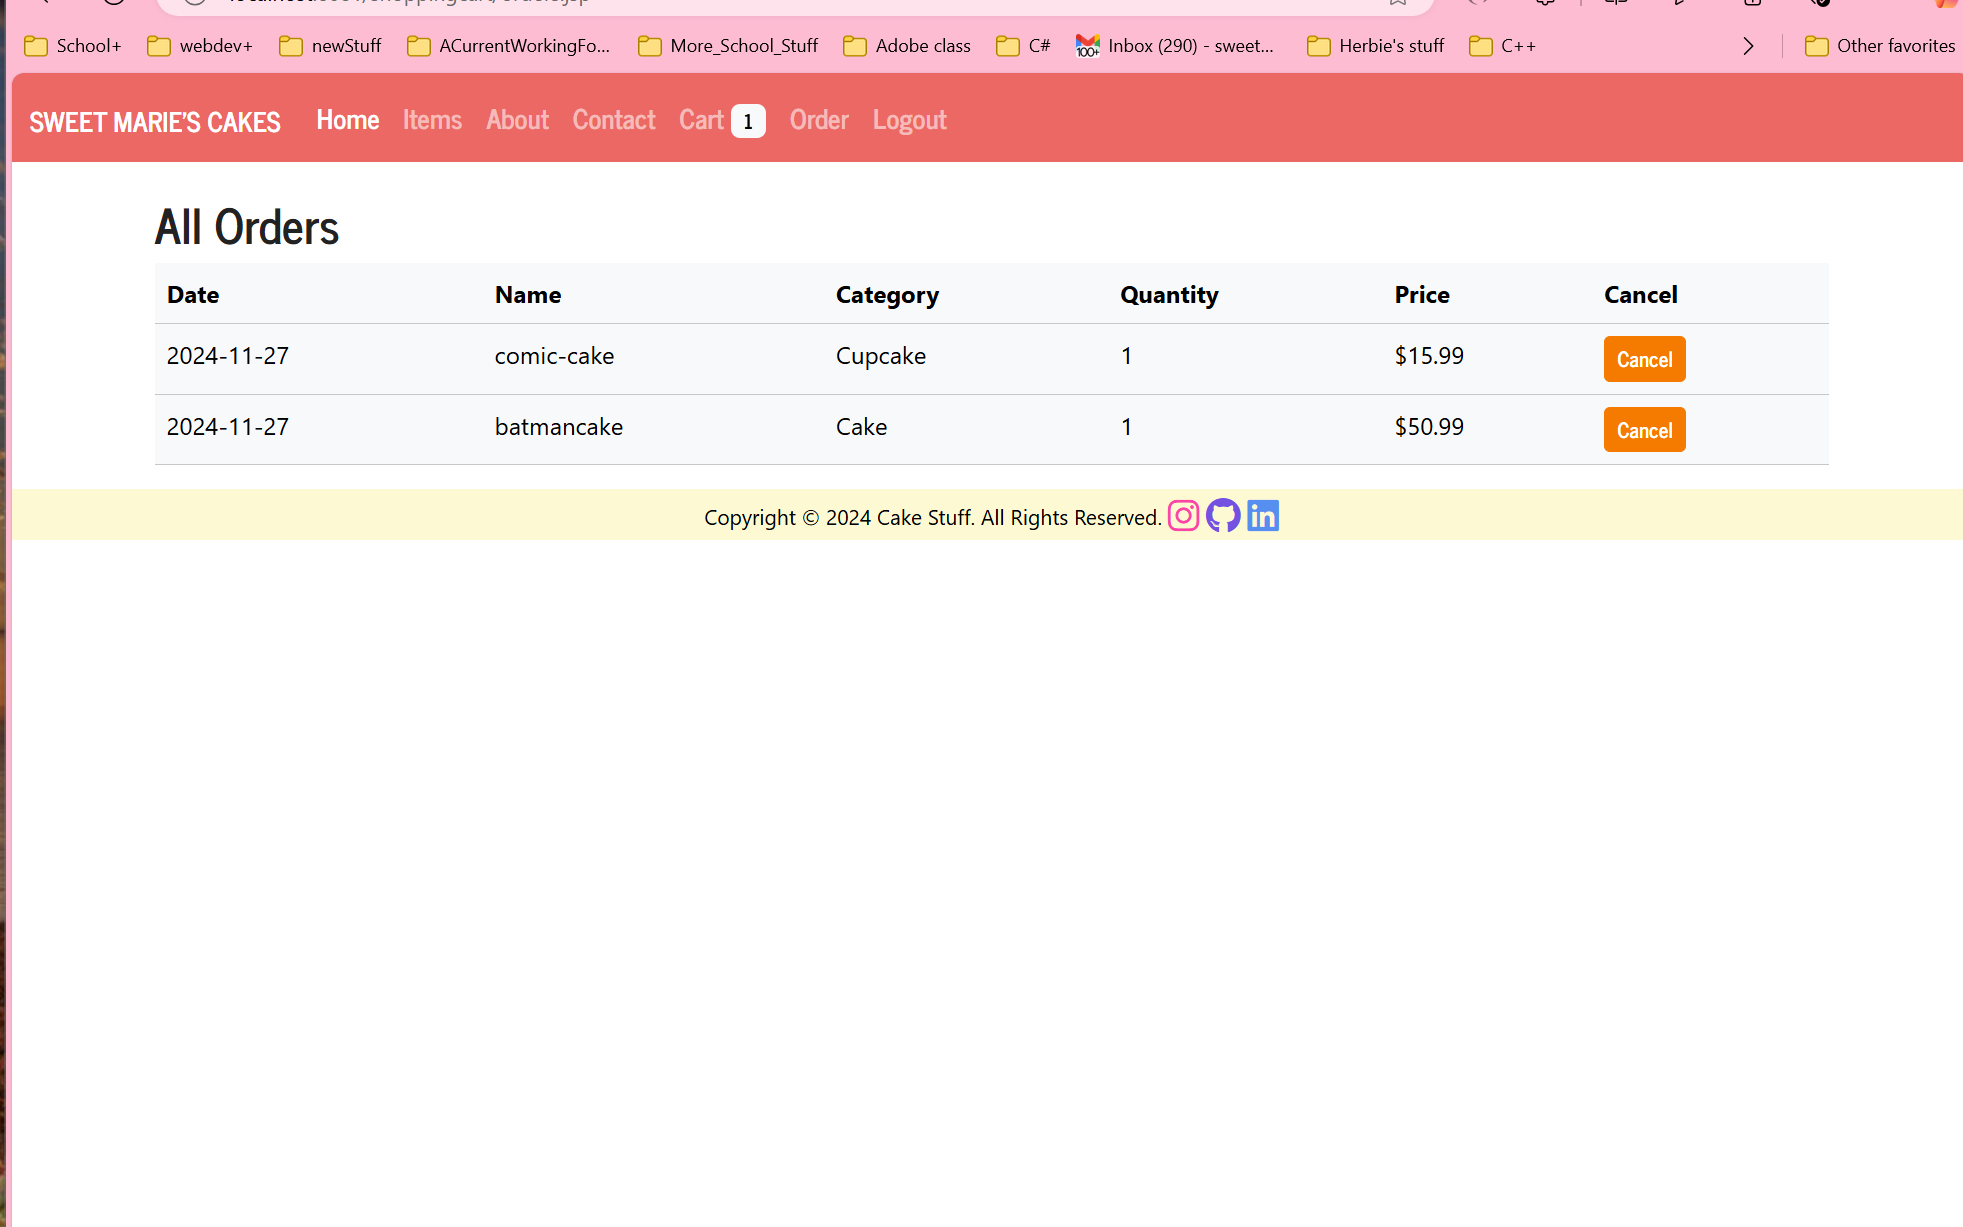 School+ webdev+ newStuff ACurrentWorkingFo... More_School_Stuff Adobe class C# 100+ Inbox (290) - sweet... Herbie's stuff C++ Other favorites
SWEET MARIE'S CAKES Home Items About Contact Cart 1 Order Logout
All Orders
Date Name Category Quantity Price Cancel
2024-11-27 comic-cake Cupcake 1 $15.99 Cancel
2024-11-27 batmancake Cake 1 $50.99 Cancel
Copyright © 2024 Cake Stuff. All Rights Reserved. in